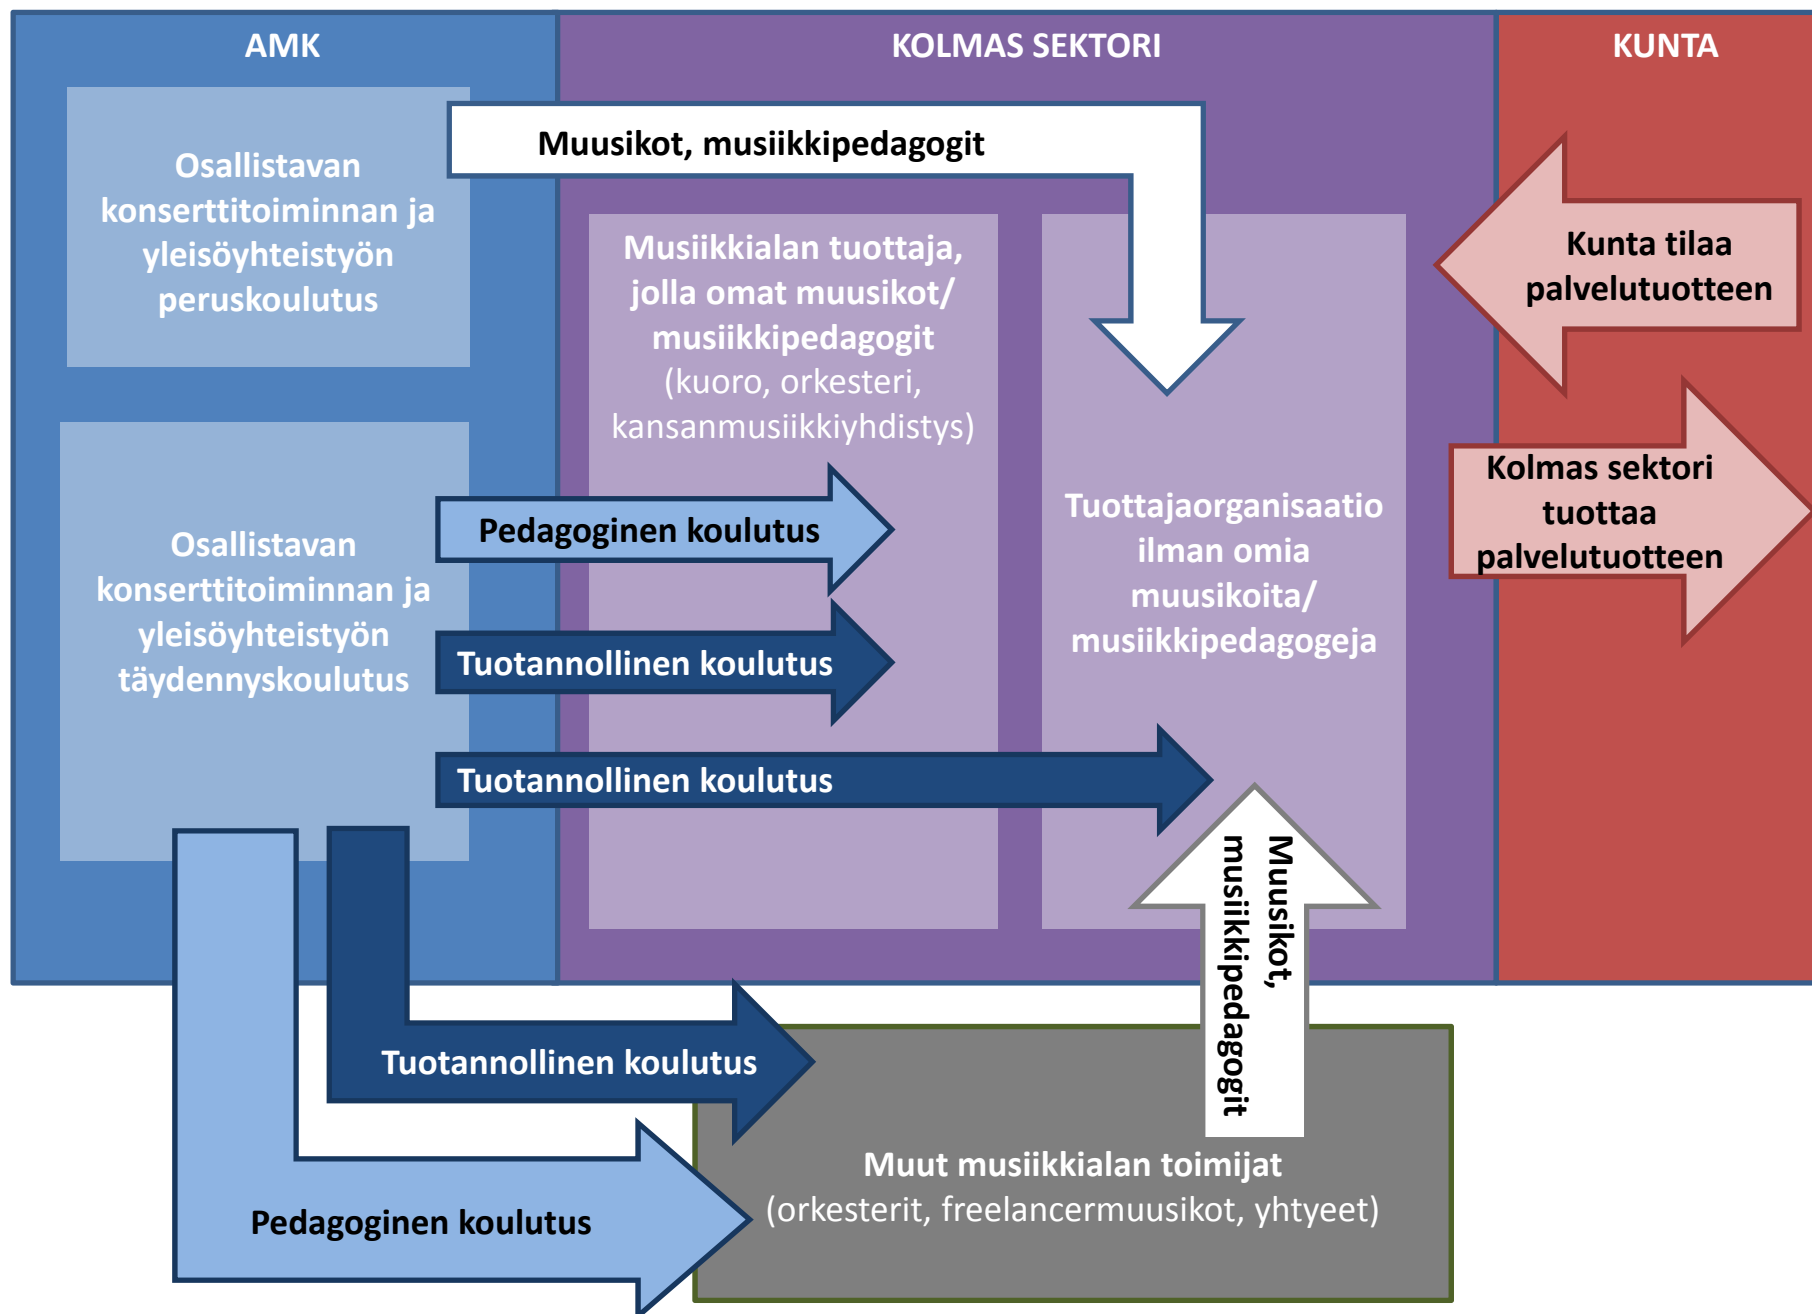 AMK
KOLMAS SEKTORI
KUNTA
Osallistavan
konserttitoiminnan ja
yleisöyhteistyön
peruskoulutus
Muusikot, musiikkipedagogit
Musiikkialan tuottaja,
jolla omat muusikot/
musiikkipedagogit
(kuoro, orkesteri,
kansanmusiikkiyhdistys)
Kunta tilaa
palvelutuotteen
Osallistavan
konserttitoiminnan ja
yleisöyhteistyön
täydennyskoulutus
Pedagoginen koulutus
Tuotannollinen koulutus
Tuotannollinen koulutus
Tuottajaorganisaatio
ilman omia
muusikoita/
musiikkipedagogeja
Kolmas sektori
tuottaa
palvelutuotteen
Muusikot,
musiikkipedagogit
Tuotannollinen koulutus
Pedagoginen koulutus
Muut musiikkialan toimijat
(orkesterit, freelancermuusikot, yhtyeet)